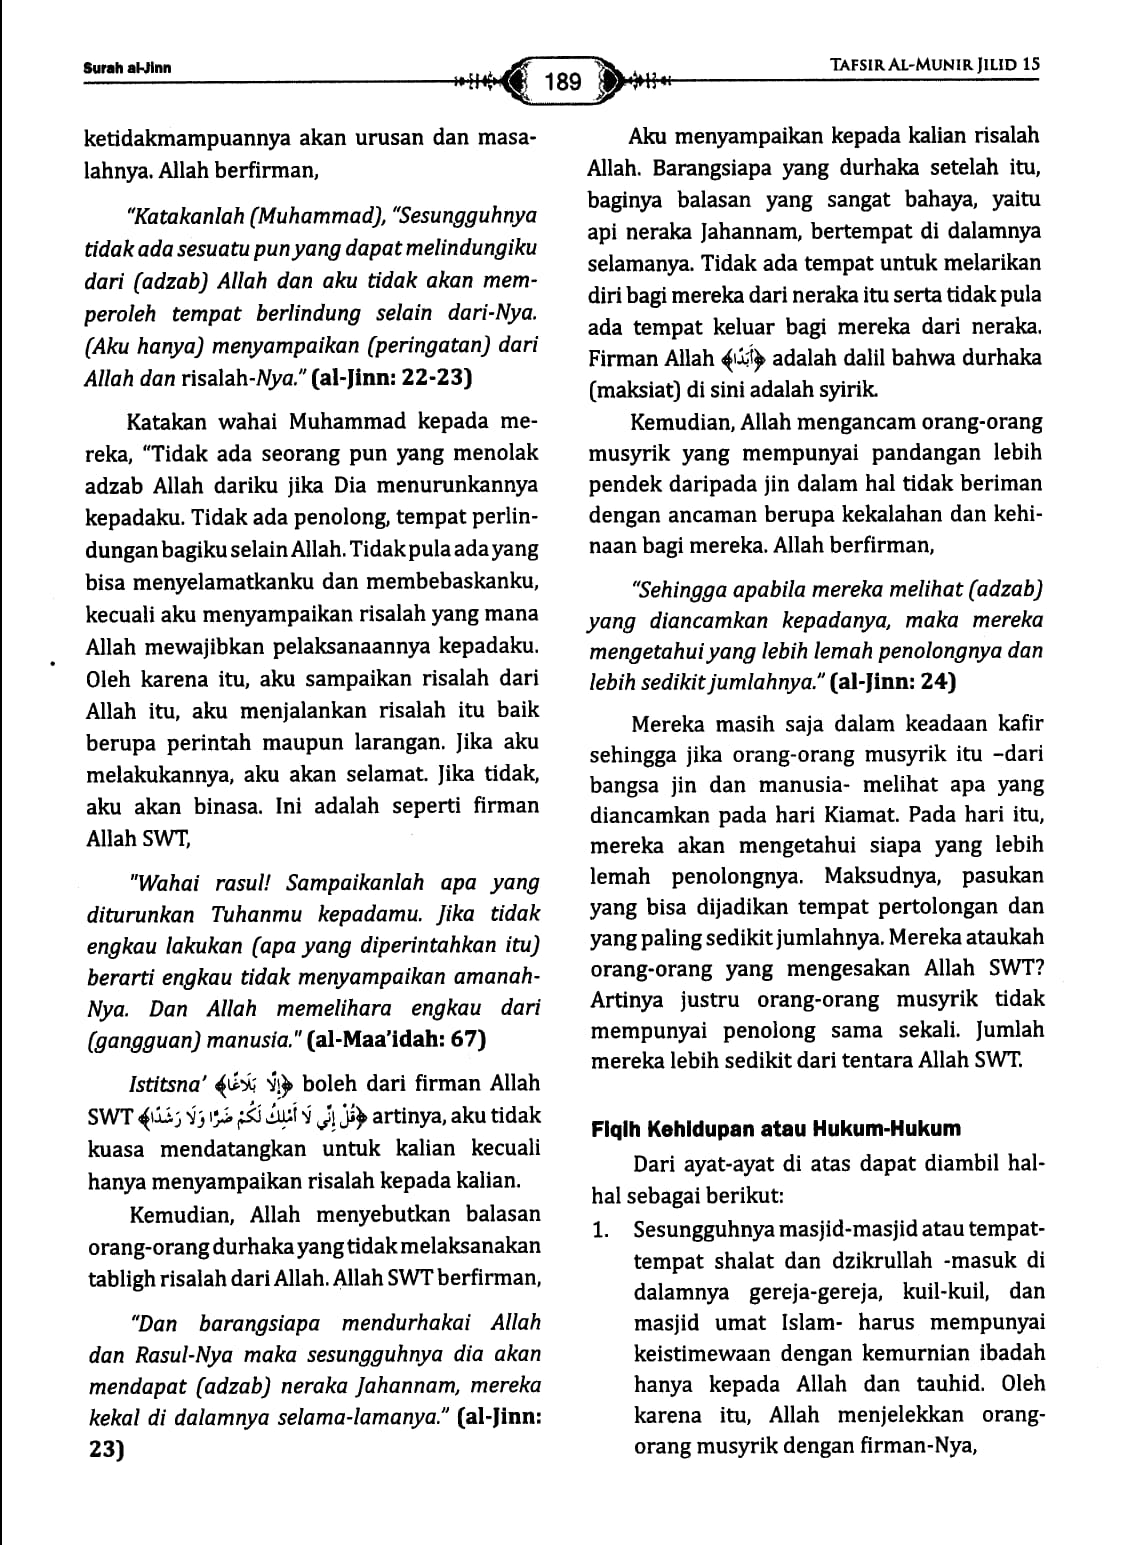 Surah al-Jinn
189
TAFSIR AL-MUNIR JILID 15
ketidakmampuannya akan urusan dan masa-
lahnya. Allah berfirman,
“Katakanlah (Muhammad), “Sesungguhnya
tidak ada sesuatu pun yang dapat melindungiku
dari (adzab) Allah dan aku tidak akan mem-
peroleh tempat berlindung selain dari-Nya.
(Aku hanya) menyampaikan (peringatan) dari
Allah dan risalah-Nya.” (al-Jinn: 22-23)
Katakan wahai Muhammad kepada me-
reka, “Tidak ada seorang pun yang menolak
adzab Allah dariku jika Dia menurunkannya
kepadaku. Tidak ada penolong, tempat perlin-
dungan bagiku selain Allah. Tidak pula ada yang
bisa menyelamatkanku dan membebaskanku,
kecuali aku menyampaikan risalah yang mana
Allah mewajibkan pelaksanaannya kepadaku.
Oleh karena itu, aku sampaikan risalah dari
Allah itu, aku menjalankan risalah itu baik
berupa perintah maupun larangan. Jika aku
melakukannya, aku akan selamat. Jika tidak,
aku akan binasa. Ini adalah seperti firman
Allah SWT,
"Wahai rasul! Sampaikanlah apa yang
diturunkan Tuhanmu kepadamu. Jika tidak
engkau lakukan (apa yang diperintahkan itu)
berarti engkau tidak menyampaikan amanah-
Nya. Dan Allah memelihara engkau dari
(gangguan) manusia." (al-Maa’idah: 67)
Istitsna’ ﴿إِلَّا بَلَاغًا﴾ boleh dari firman Allah
SWT ﴿قُلْ إِنِّي لَا أَمْلِكُ لَكُمْ ضَرًّا وَلَا رَشَدًا﴾ artinya, aku tidak
kuasa mendatangkan untuk kalian kecuali
hanya menyampaikan risalah kepada kalian.
Kemudian, Allah menyebutkan balasan
orang-orang durhaka yang tidak melaksanakan
tabligh risalah dari Allah. Allah SWT berfirman,
“Dan barangsiapa mendurhakai Allah
dan Rasul-Nya maka sesungguhnya dia akan
mendapat (adzab) neraka Jahannam, mereka
kekal di dalamnya selama-lamanya.” (al-Jinn:
23)
Aku menyampaikan kepada kalian risalah
Allah. Barangsiapa yang durhaka setelah itu,
baginya balasan yang sangat bahaya, yaitu
api neraka Jahannam, bertempat di dalamnya
selamanya. Tidak ada tempat untuk melarikan
diri bagi mereka dari neraka itu serta tidak pula
ada tempat keluar bagi mereka dari neraka.
Firman Allah ﴿أَبَدًا﴾ adalah dalil bahwa durhaka
(maksiat) di sini adalah syirik.
Kemudian, Allah mengancam orang-orang
musyrik yang mempunyai pandangan lebih
pendek daripada jin dalam hal tidak beriman
dengan ancaman berupa kekalahan dan kehi-
naan bagi mereka. Allah berfirman,
“Sehingga apabila mereka melihat (adzab)
yang diancamkan kepadanya, maka mereka
mengetahui yang lebih lemah penolongnya dan
lebih sedikit jumlahnya.” (al-Jinn: 24)
Mereka masih saja dalam keadaan kafir
sehingga jika orang-orang musyrik itu –dari
bangsa jin dan manusia- melihat apa yang
diancamkan pada hari Kiamat. Pada hari itu,
mereka akan mengetahui siapa yang lebih
lemah penolongnya. Maksudnya, pasukan
yang bisa dijadikan tempat pertolongan dan
yang paling sedikit jumlahnya. Mereka ataukah
orang-orang yang mengesakan Allah SWT?
Artinya justru orang-orang musyrik tidak
mempunyai penolong sama sekali. Jumlah
mereka lebih sedikit dari tentara Allah SWT.
Fiqih Kehidupan atau Hukum-Hukum
Dari ayat-ayat di atas dapat diambil hal-
hal sebagai berikut:
1. Sesungguhnya masjid-masjid atau tempat-
tempat shalat dan dzikrullah -masuk di
dalamnya gereja-gereja, kuil-kuil, dan
masjid umat Islam- harus mempunyai
keistimewaan dengan kemurnian ibadah
hanya kepada Allah dan tauhid. Oleh
karena itu, Allah menjelekkan orang-
orang musyrik dengan firman-Nya,